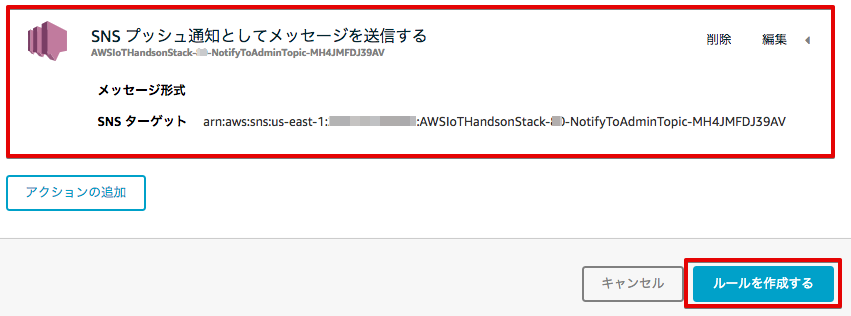 SNS プッシュ通知としてメッセージを送信する
削除 編集
AWSIoTHandsonStack- -NotifyToAdminTopic-MH4JMFDJ39AV
メッセージ形式
SNS ターゲット arn:aws:sns:us-east-1: :AWSIoTHandsonStack- -NotifyToAdminTopic-MH4JMFDJ39AV
アクションの追加
キャンセル ルールを作成する